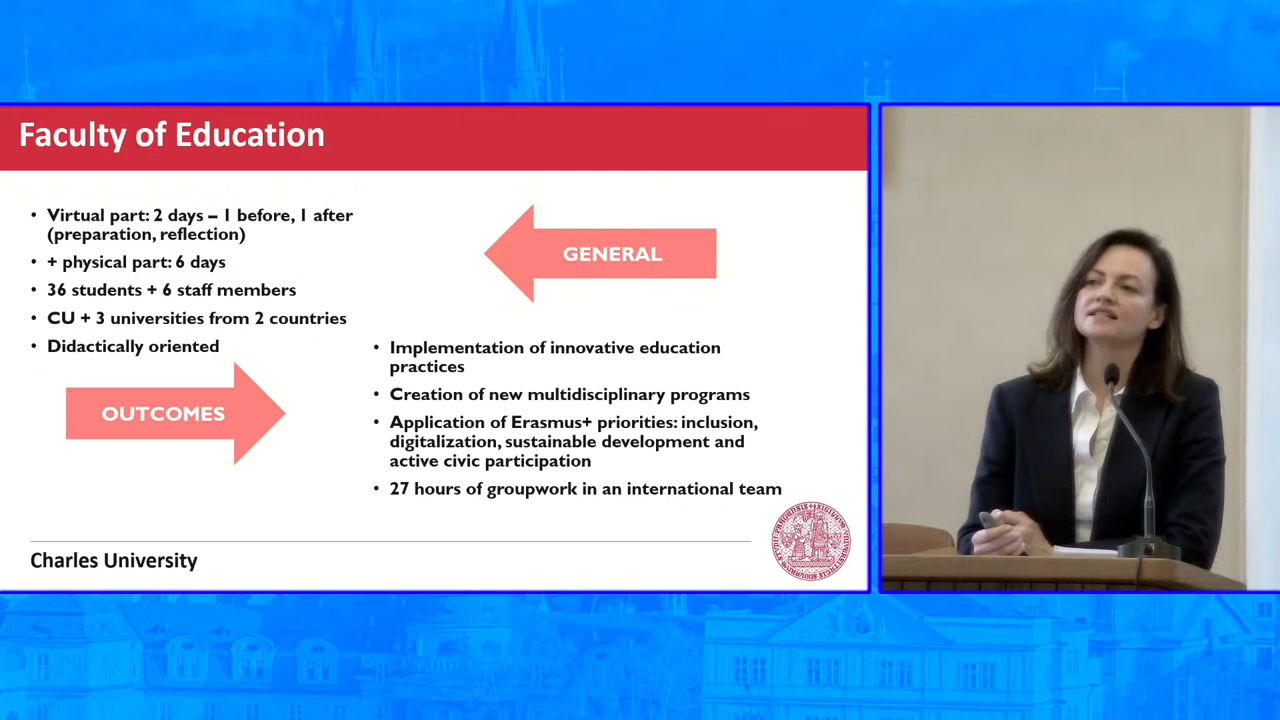 Faculty of Education
• Virtual part: 2 days – 1 before, 1 after
(preparation, reflection)
• + physical part: 6 days
• 36 students + 6 staff members
• CU + 3 universities from 2 countries
• Didactically oriented
GENERAL
OUTCOMES
• Implementation of innovative education
practices
• Creation of new multidisciplinary programs
• Application of Erasmus+ priorities: inclusion,
digitalization, sustainable development and
active civic participation
• 27 hours of groupwork in an international team
Charles University